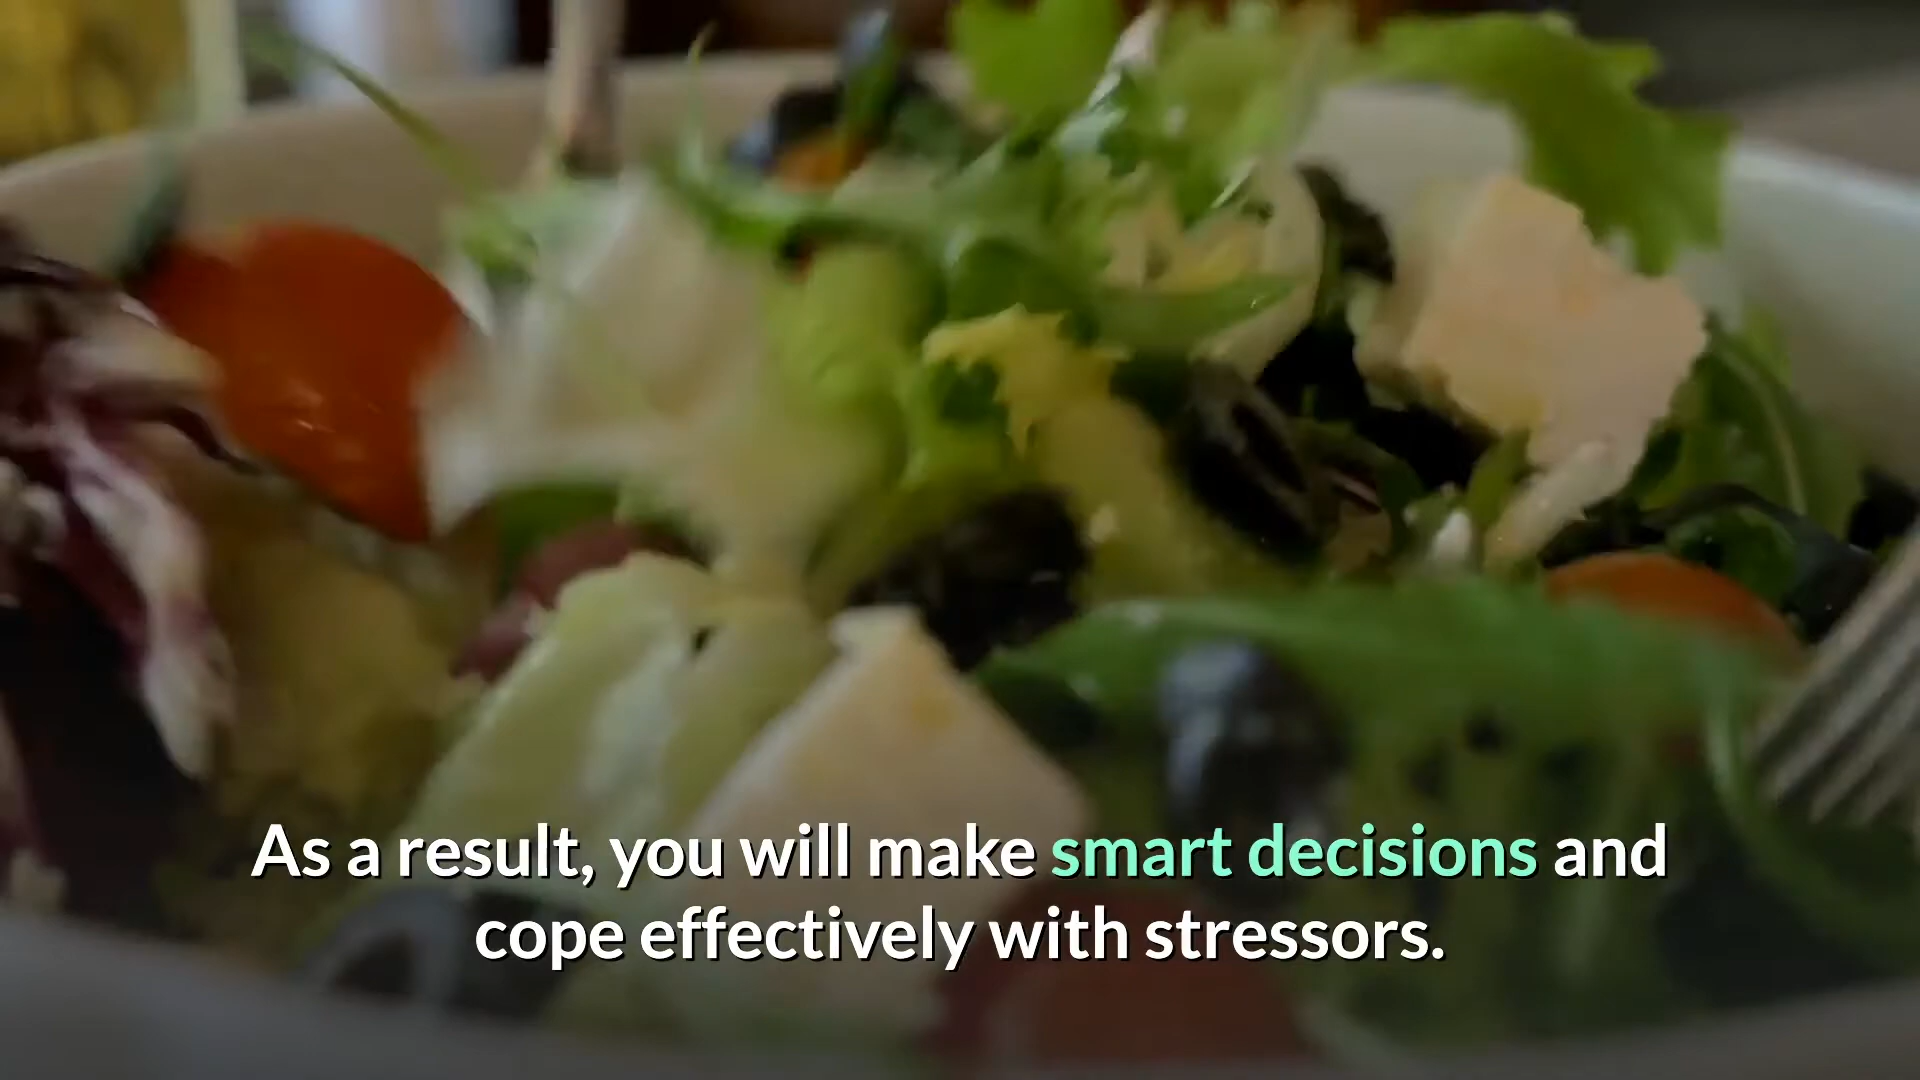 As a result, you will make smart decisions and
cope effectively with stressors.